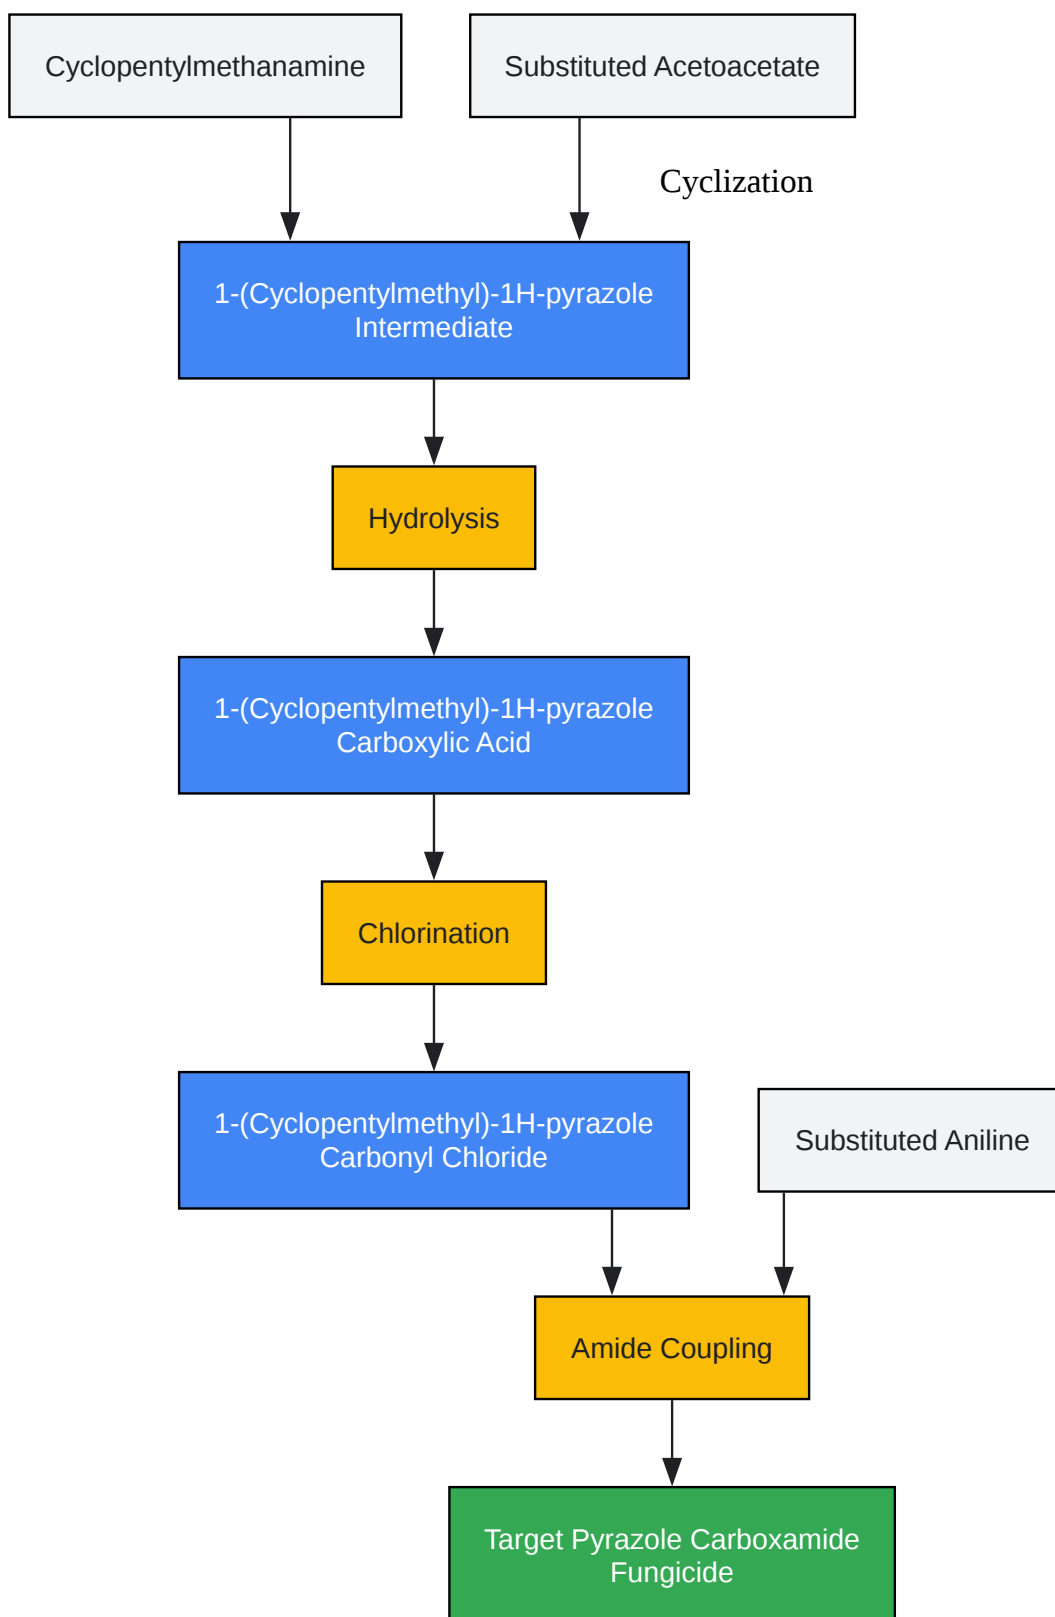 Cyclopentylmethanamine
Substituted Acetoacetate
Cyclization
1-(Cyclopentylmethyl)-1H-pyrazole
Intermediate
Hydrolysis
1-(Cyclopentylmethyl)-1H-pyrazole
Carboxylic Acid
Chlorination
1-(Cyclopentylmethyl)-1H-pyrazole
Carbonyl Chloride
Substituted Aniline
Amide Coupling
Target Pyrazole Carboxamide
Fungicide